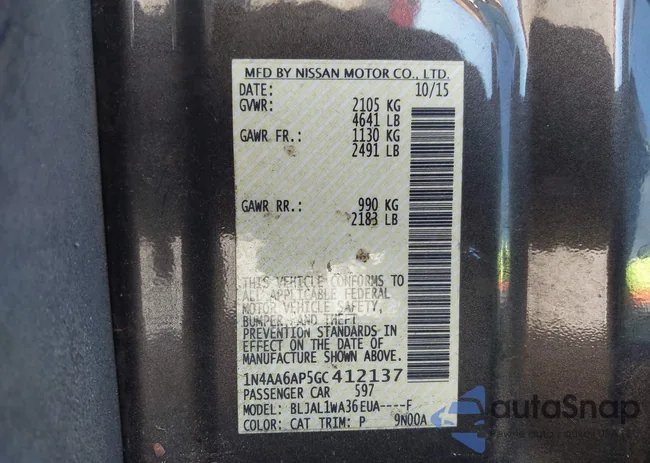 MFD BY NISSAN MOTOR CO., LTD.
DATE: 10/15
GVWR: 2105 KG
4641 LB
GAWR FR.: 1130 KG
2491 LB
GAWR RR.: 990 KG
2183 LB
THIS VEHICLE CONFORMS TO
ALL APPLICABLE FEDERAL
MOTOR VEHICLE SAFETY,
BUMPER, AND THEFT
PREVENTION STANDARDS IN
EFFECT ON THE DATE OF
MANUFACTURE SHOWN ABOVE.
1N4AA6AP5GC412137
PASSENGER CAR 597
MODEL: BLJAL1WA36EUA----F
COLOR: CAT TRIM: P 9N00A
autoSnap